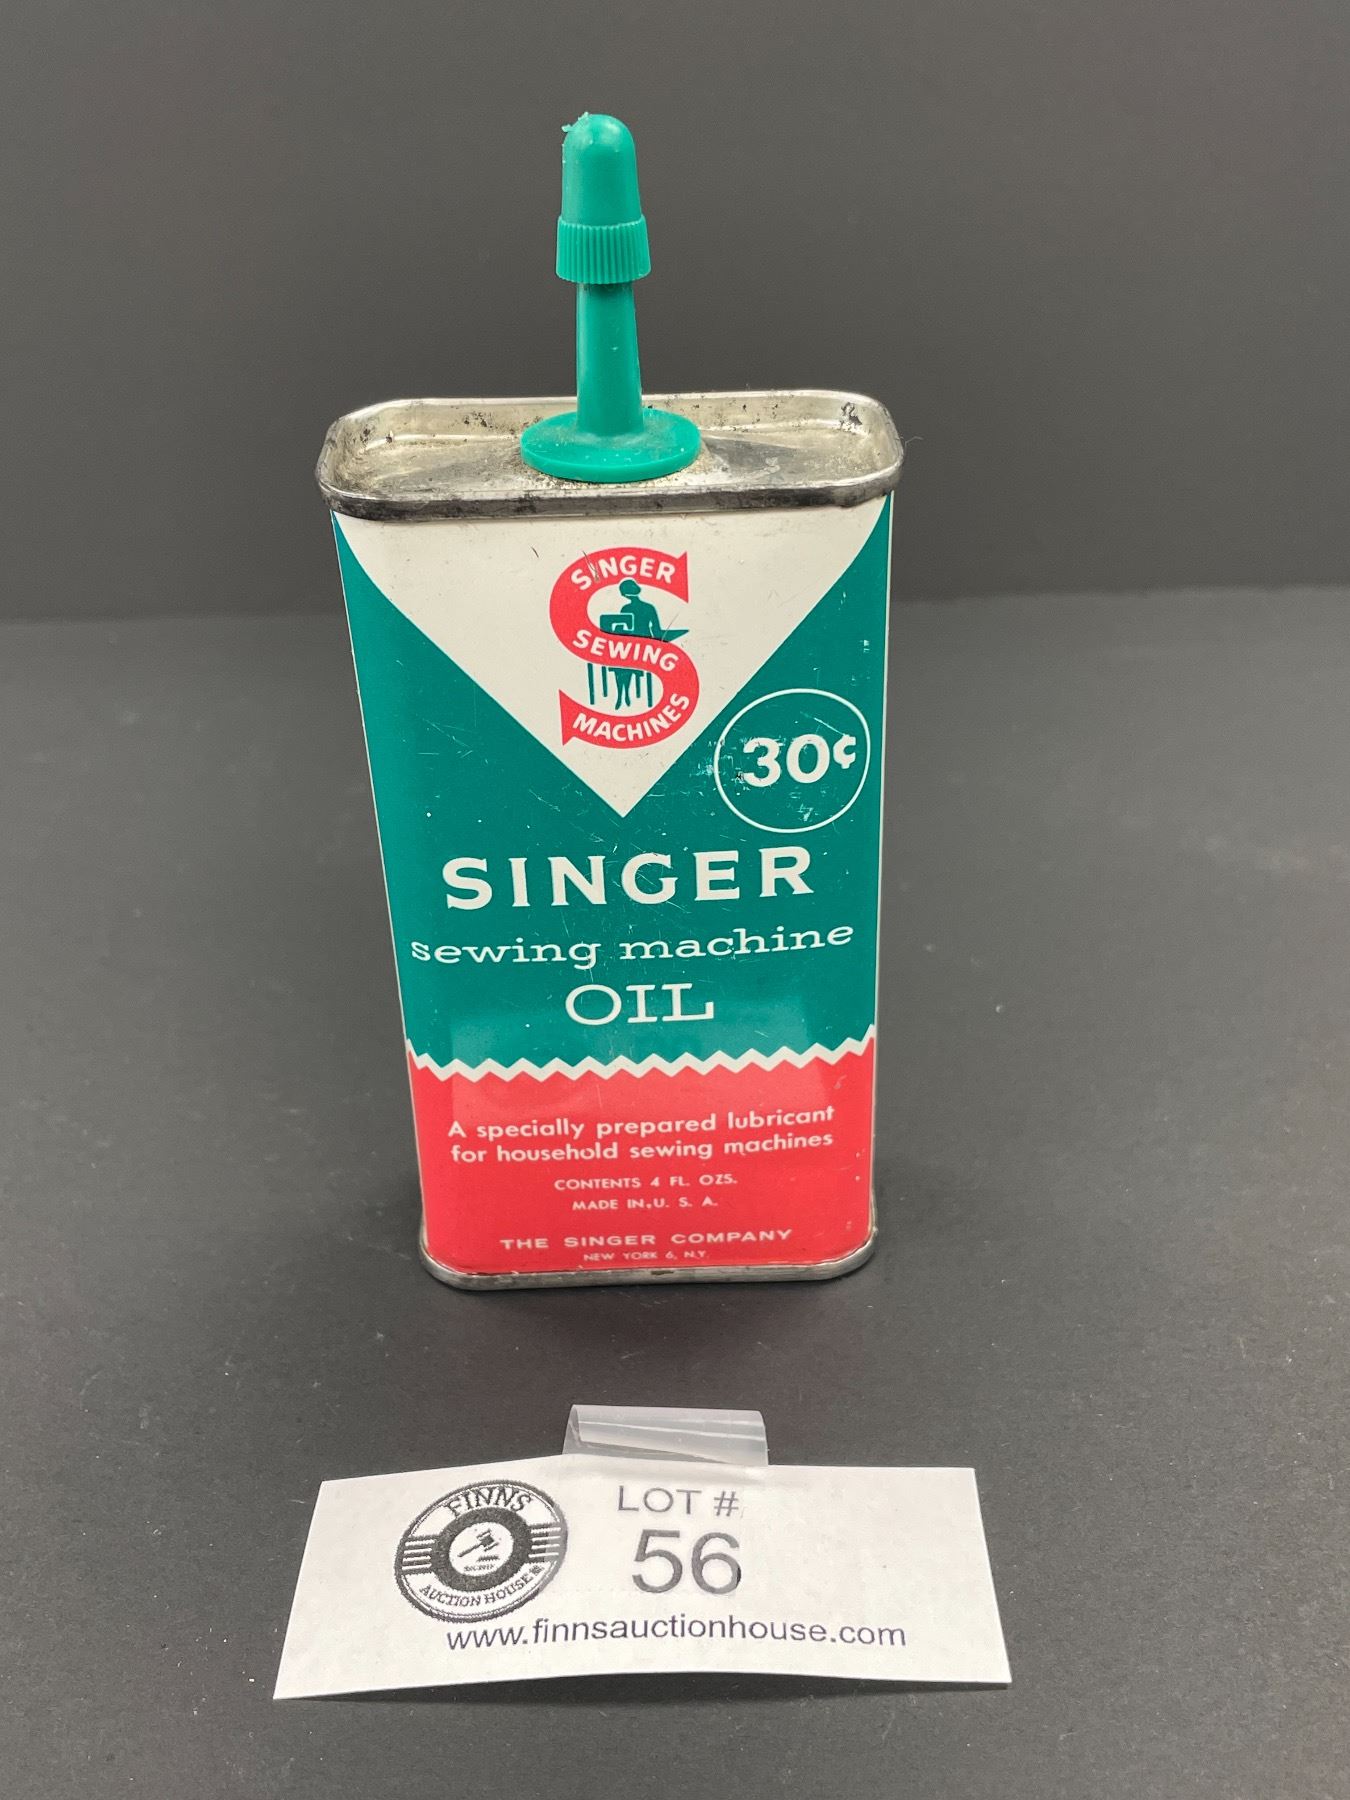 SINGER
SEWING
MACHINES
30¢
SINGER
sewing machine
OIL
A specially prepared lubricant
for household sewing machines
CONTENTS 4 FL. OZS.
MADE IN U. S. A.
THE SINGER COMPANY
NEW YORK 6, N.Y.
FINNS
AUCTION HOUSE
LOT #
56
www.finnsauctionhouse.com